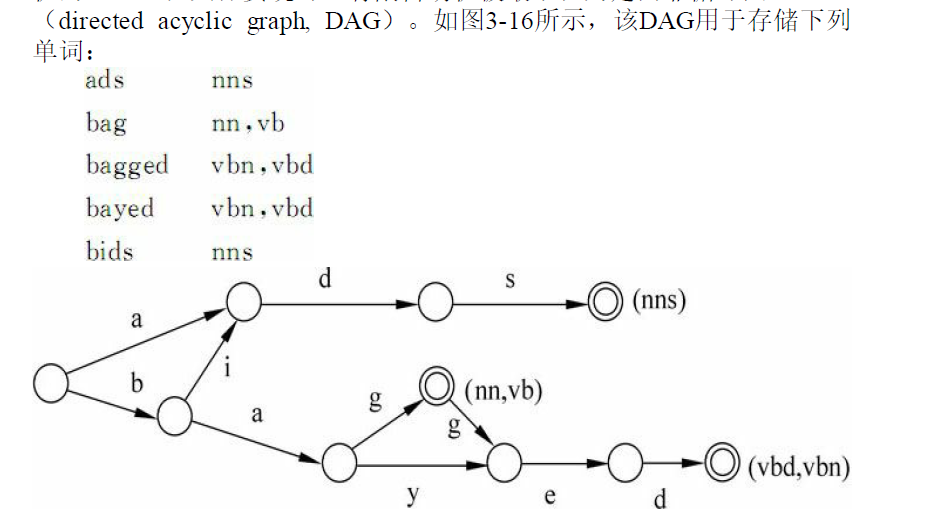 （directed acyclic graph, DAG）。如图3-16所示，该DAG用于存储下列
单词：
ads nns
bag nn,vb
bagged vbn,vbd
bayed vbn,vbd
bids nns
d s
(nns)
a
i
b
(nn,vb)
g
a
g
(vbd,vbn)
y e d